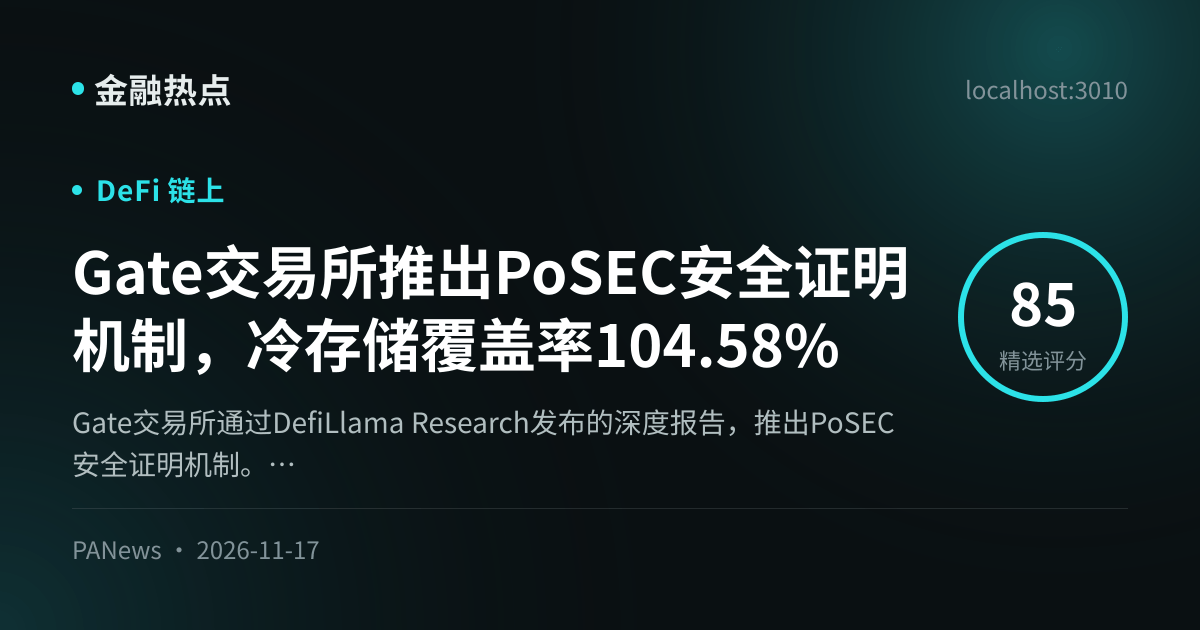 金融热点
localhost:3010
DeFi 链上
Gate交易所推出PoSEC安全证明
机制，冷存储覆盖率104.58%
85
精选评分
Gate交易所通过DefiLlama Research发布的深度报告，推出PoSEC
安全证明机制。…
PANews · 2026-11-17